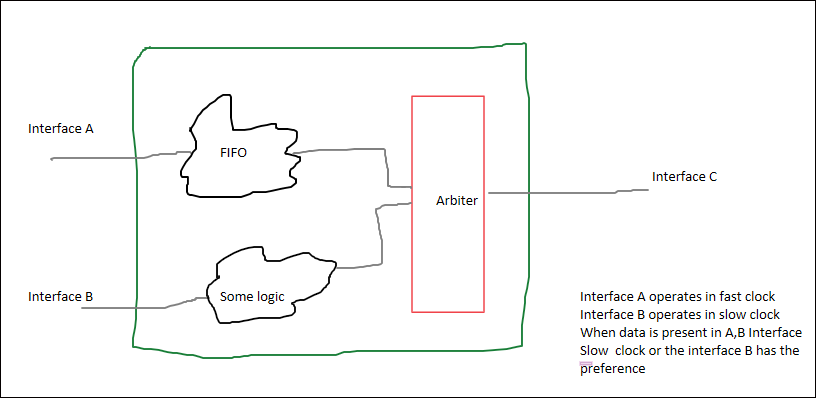 Interface A
FIFO
Interface C
Arbiter
Interface B
Some logic
Interface A operates in fast clock
Interface B operates in slow clock
When data is present in A,B Interface
Slow clock or the interface B has the
preference